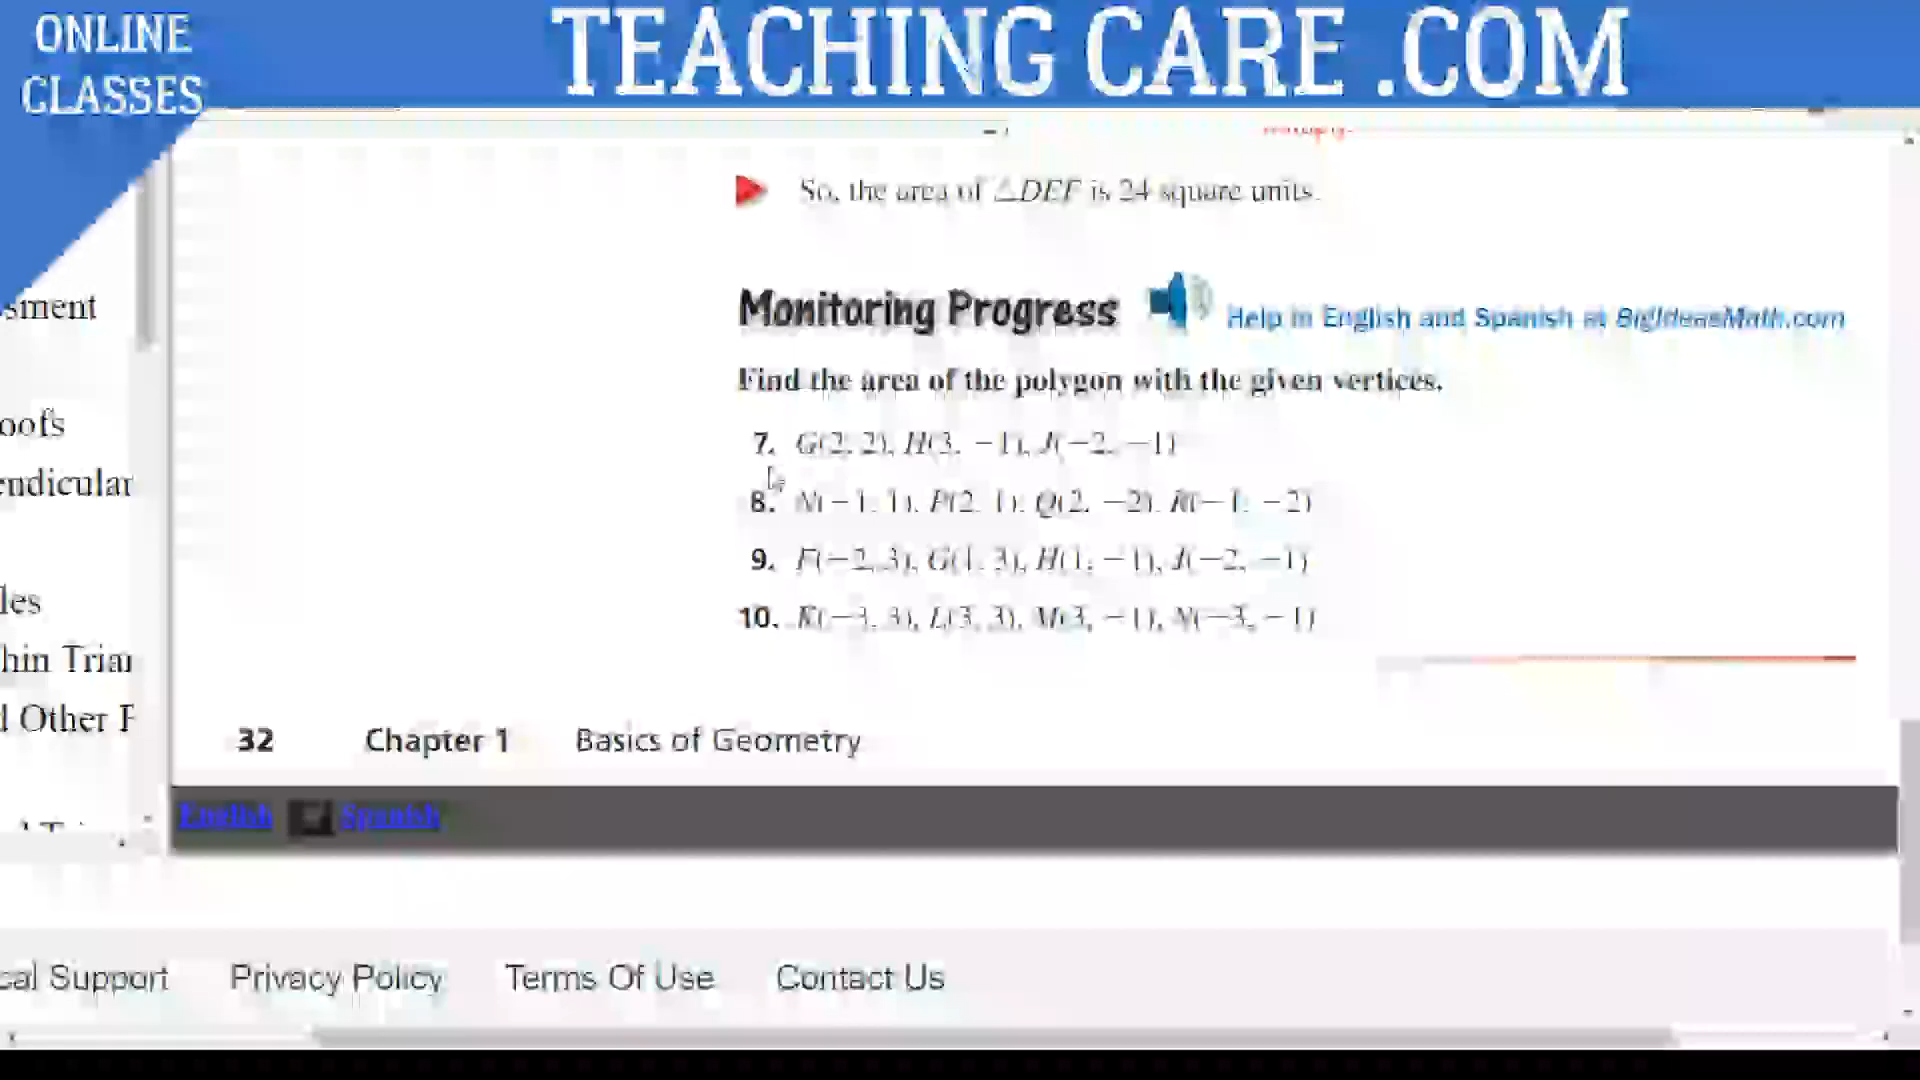 ONLINE
CLASSES
TEACHING CARE .COM
So, the area of △DEF is 24 square units.
Monitoring Progress
Help in English and Spanish at BigIdeasMath.com
Find the area of the polygon with the given vertices.
7. G(2, 2), H(3, −1), J(−2, −1)
8. N(−1, 1), P(2, 1), Q(2, −2), R(−1, −2)
9. F(−2, 3), G(1, 3), H(1, −1), J(−2, −1)
10. K(−3, 3), L(3, 3), M(3, −1), N(−3, −1)
sment
oofs
endicular
les
hin Trian
l Other F
32 Chapter 1 Basics of Geometry
English Spanish
cal Support Privacy Policy Terms Of Use Contact Us